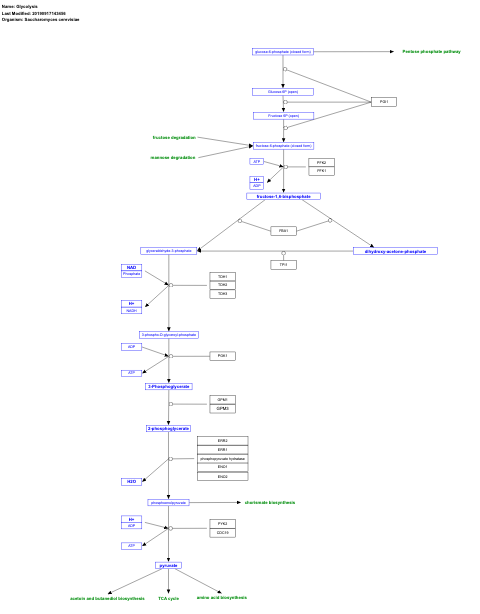 Name: Glycolysis
Last Modified: 20190917143456
Organism: Saccharomyces cerevisiae
glucose-6-phosphate (closed form)
Pentose phosphate pathway
Glucose 6P (open)
PGI1
Fructose 6P (open)
fructose degradation
fructose-6-phosphate (closed form)
mannose degradation
ATP
PFK2
PFK1
H+
ADP
fructose-1,6-bisphosphate
FBA1
glyceraldehyde-3-phosphate
dihydroxy-acetone-phosphate
TPI1
NAD
Phosphate
TDH1
TDH2
TDH3
H+
NADH
3-phospho-D-glyceroyl-phosphate
ADP
PGK1
ATP
3-Phosphoglycerate
GPM1
GPM3
2-phosphoglycerate
ERR2
ERR1
phosphopyruvate hydratase
ENO1
ENO2
H2O
phosphoenolpyruvate
chorismate biosynthesis
H+
ADP
PYK2
CDC19
ATP
pyruvate
acetoin and butanediol biosynthesis
TCA cycle
amino acid biosynthesis